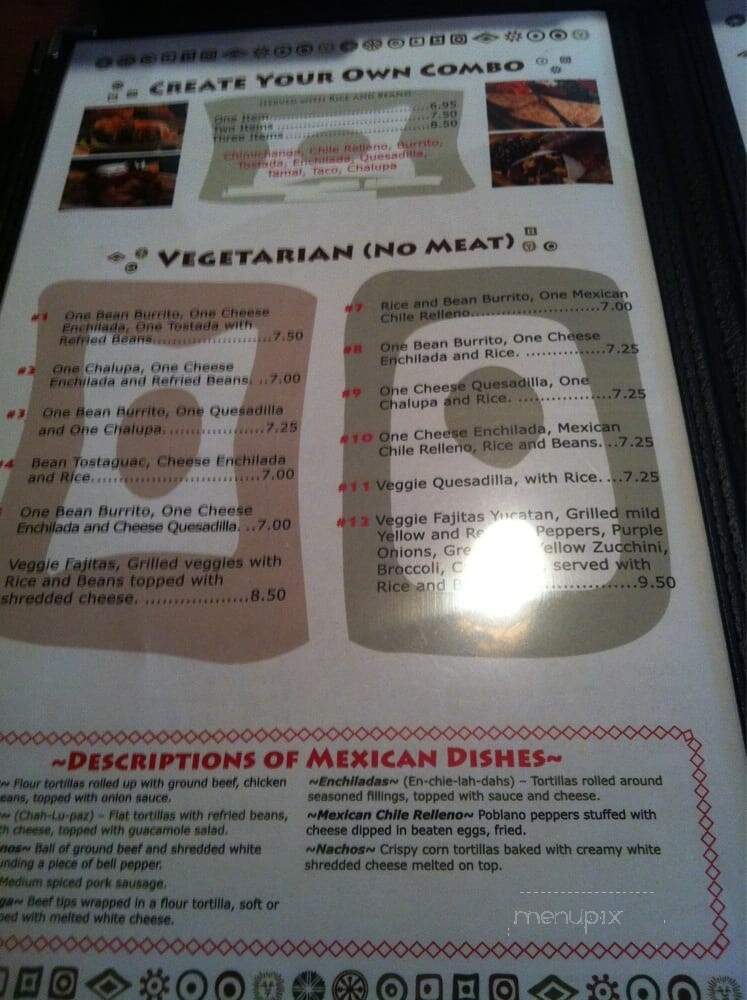 Create Your Own Combo
(Served with Rice and Beans)
One Item..............................6.95
Two Items............................7.50
Three Items..........................8.50
Chimichanga, Chile Relleno, Burrito,
Tostada, Enchilada, Quesadilla,
Tamal, Taco, Chalupa
Vegetarian (No Meat)
#1 One Bean Burrito, One Cheese
Enchilada, One Tostada with
Refried Beans........................7.50
#2 One Chalupa, One Cheese
Enchilada and Refried Beans. ..7.00
#3 One Bean Burrito, One Quesadilla
and One Chalupa....................7.25
#4 Bean Tostaguac, Cheese Enchilada
and Rice.................................7.00
One Bean Burrito, One Cheese
Enchilada and Cheese Quesadilla. ..7.00
Veggie Fajitas, Grilled veggies with
Rice and Beans topped with
shredded cheese. ..................8.50
#7 Rice and Bean Burrito, One Mexican
Chile Relleno.........................7.00
#8 One Bean Burrito, One Cheese
Enchilada and Rice. ...............7.25
#9 One Cheese Quesadilla, One
Chalupa and Rice. .................7.25
#10 One Cheese Enchilada, Mexican
Chile Relleno, Rice and Beans. ..7.25
#11 Veggie Quesadilla, with Rice. ...7.25
#12 Veggie Fajitas Yucatan, Grilled mild
Yellow and Peppers, Purple
Onions, Yellow Zucchini,
Broccoli, served with
Rice and ..................9.50
~Descriptions of Mexican Dishes~
~ Flour tortillas rolled up with ground beef, chicken
topped with onion sauce.
~ (Chah-Lu-paz) – Flat tortillas with refried beans,
cheese, topped with guacamole salad.
~ Ball of ground beef and shredded white
a piece of bell pepper.
Medium spiced pork sausage.
~ Beef tips wrapped in a flour tortilla, soft or
with melted white cheese.
~Enchiladas~ (En-chie-lah-dahs) – Tortillas rolled around
seasoned fillings, topped with sauce and cheese.
~Mexican Chile Relleno~ Poblano peppers stuffed with
cheese dipped in beaten eggs, fried.
~Nachos~ Crispy corn tortillas baked with creamy white
shredded cheese melted on top.
menupix